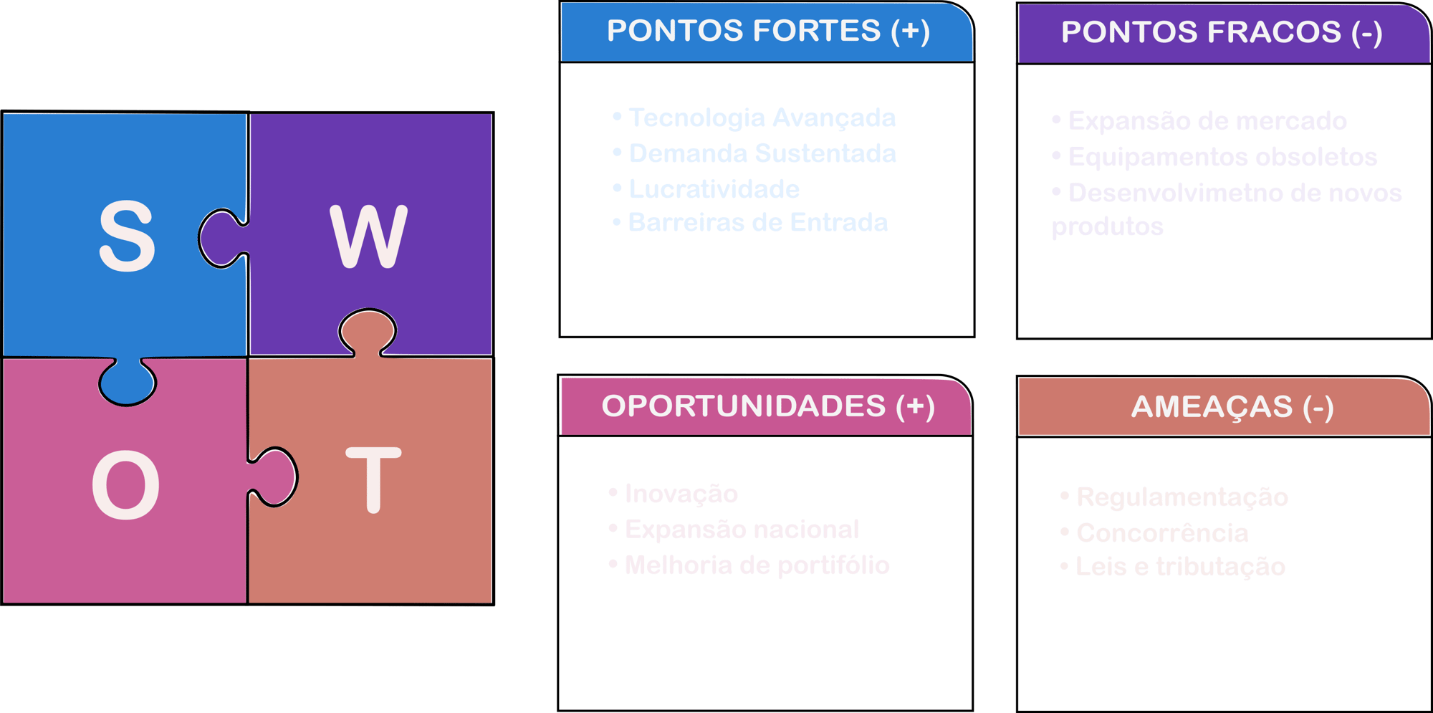 S
W
O
T
PONTOS FORTES (+)
• Tecnologia Avançada
• Demanda Sustentada
• Lucratividade
• Barreiras de Entrada
PONTOS FRACOS (-)
• Expansão de mercado
• Equipamentos obsoletos
• Desenvolvimetno de novos
produtos
OPORTUNIDADES (+)
• Inovação
• Expansão nacional
• Melhoria de portifólio
AMEAÇAS (-)
• Regulamentação
• Concorrência
• Leis e tributação